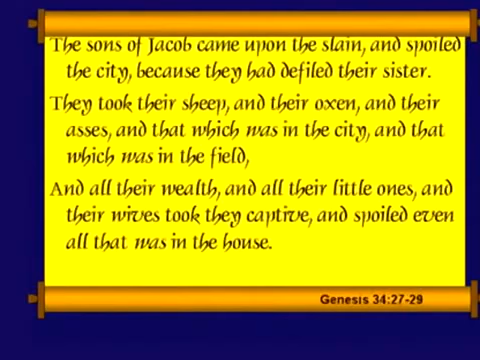 The sons of Jacob came upon the slain, and spoiled
the city, because they had defiled their sister.
They took their sheep, and their oxen, and their
asses, and that which was in the city, and that
which was in the field,
And all their wealth, and all their little ones, and
their wives took they captive, and spoiled even
all that was in the house.
Genesis 34:27-29